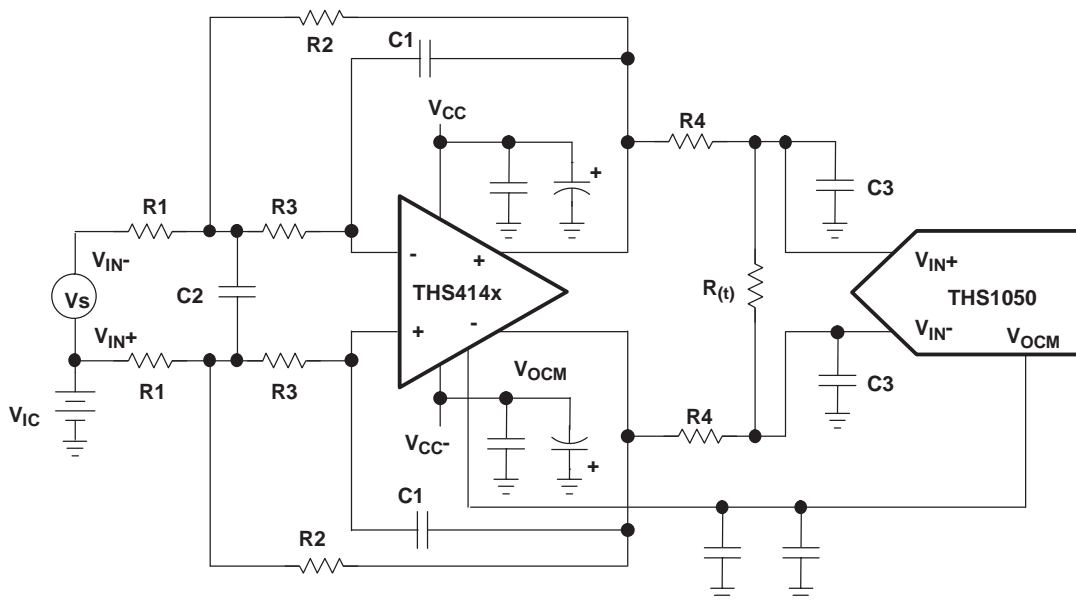 R2
C1
VCC
R4
+
C3
R1
R3
VIN-
-
+
VIN+
Vs
C2
THS414x
R(t)
THS1050
VIN+
+
-
VIN-
VOCM
R1
R3
VOCM
C3
VIC
R4
VCC-
+
C1
R2